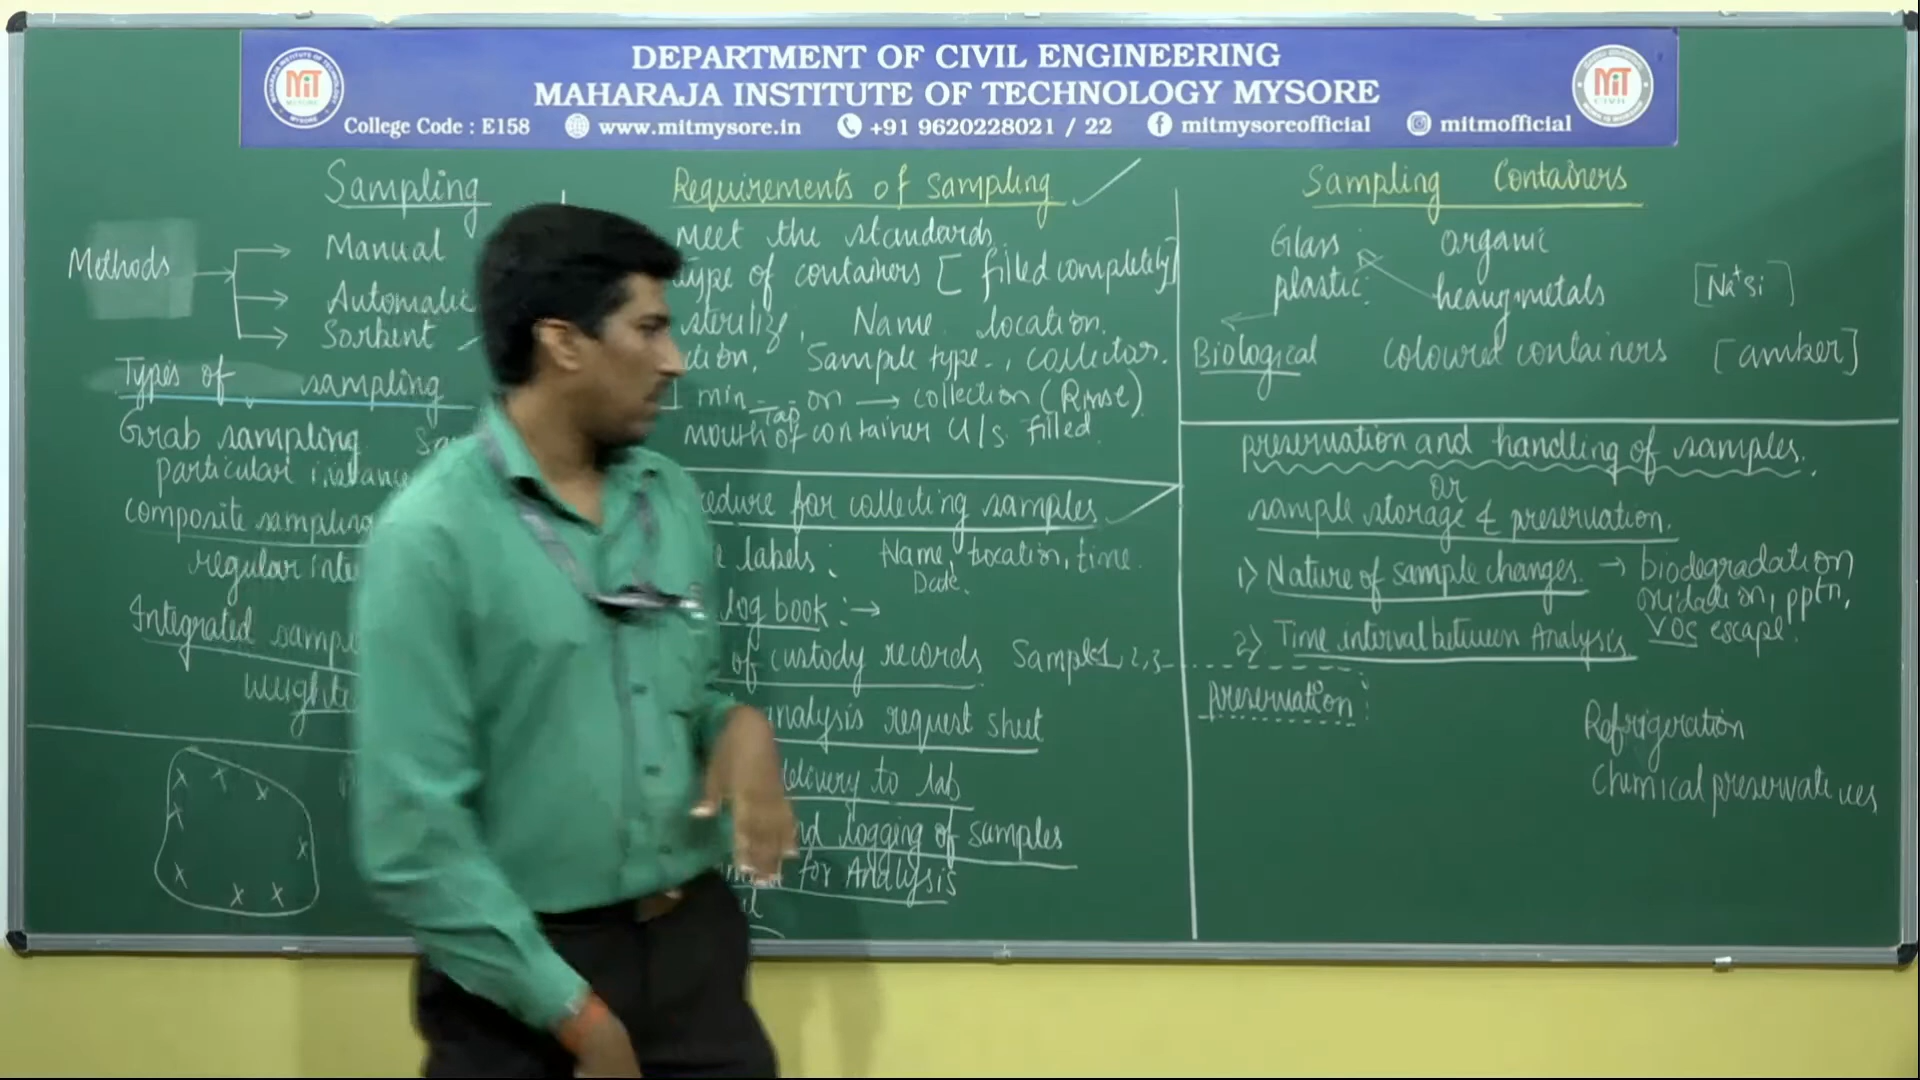 DEPARTMENT OF CIVIL ENGINEERING
MAHARAJA INSTITUTE OF TECHNOLOGY MYSORE
College Code : E158 www.mitmysore.in +91 9620228021 / 22 mitmysoreofficial mitmofficial
MiT
MYSORE
MiT
CIVIL
Sampling
Methods
Manual
Automatic
Sorbent
Types of sampling
Grab sampling
particular
composite sampling
regular
Integrated
Requirements of sampling
Meet the standards
type of containers [ filled completely]
sterilize, Name location.
Sample type, collector.
1 min Tap on → collection (Rinse)
mouth of container U/s filled.
for collecting samples
labels: Name, Location, time.
Date.
log book :→
of custody records Sample 1, 2, 3
analysis request sheet
delivery to lab
logging of samples
for Analysis
Sampling Containers
Glass organic
plastic heavy metals [Na+ Si]
Biological coloured containers [amber]
preservation and handling of samples.
or
sample storage & preservation.
1) Nature of sample changes. → biodegradation
oxidation, pptn,
VOC escape.
2) Time interval between Analysis.
preservation
Refrigeration
Chemical preservatives